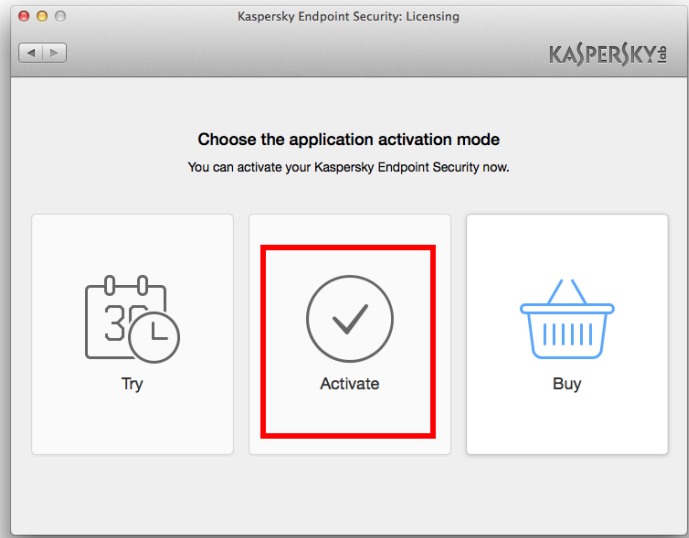 Kaspersky Endpoint Security: Licensing
KASPERSKY lab
Choose the application activation mode
You can activate your Kaspersky Endpoint Security now.
30
Try
Activate
Buy